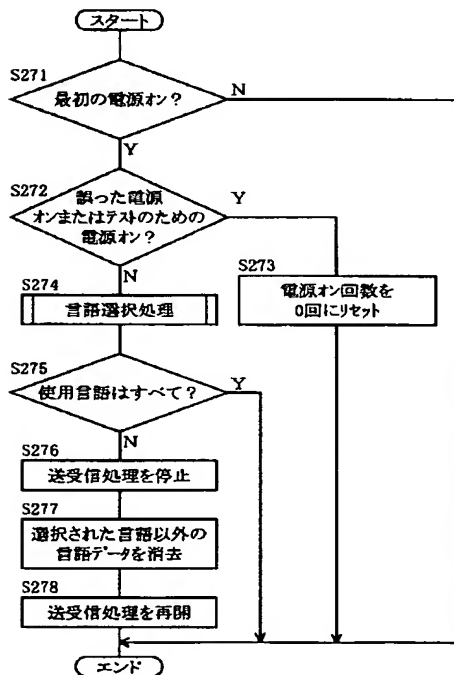 スタート
S271
最初の電源オン？
N
Y
S272
誤った電源
オンまたはテストのための
電源オン？
Y
N
S273
電源オン回数を
0回にリセット
S274
言語選択処理
S275
使用言語はすべて？
Y
N
S276
送受信処理を停止
S277
選択された言語以外の
言語データを消去
S278
送受信処理を再開
エンド